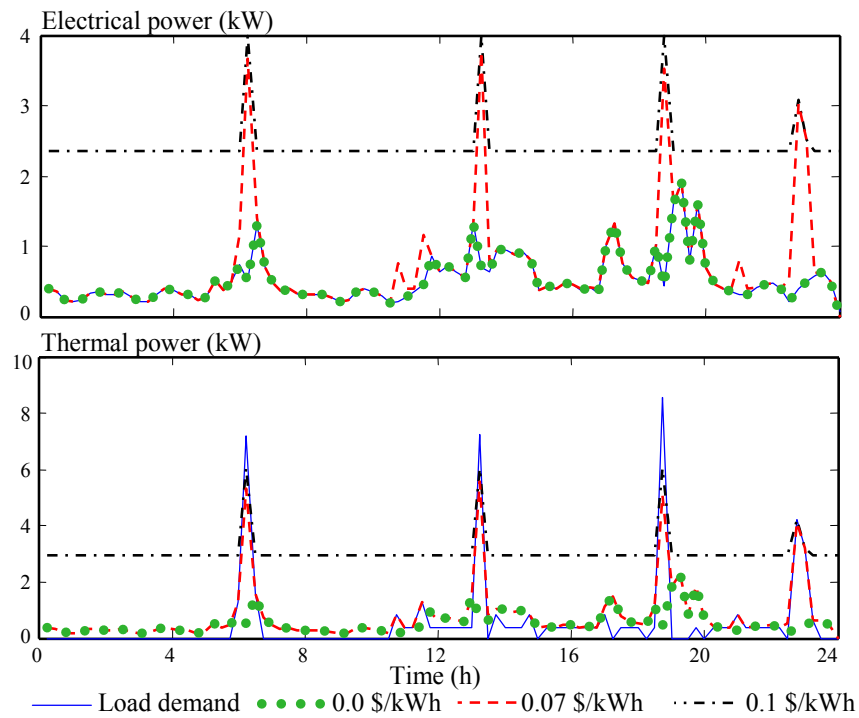 Electrical power (kW)
4
3
2
1
0
Thermal power (kW)
10
8
6
4
2
0
0 4 8 12 16 20 24
Time (h)
Load demand 0.0 $/kWh 0.07 $/kWh 0.1 $/kWh